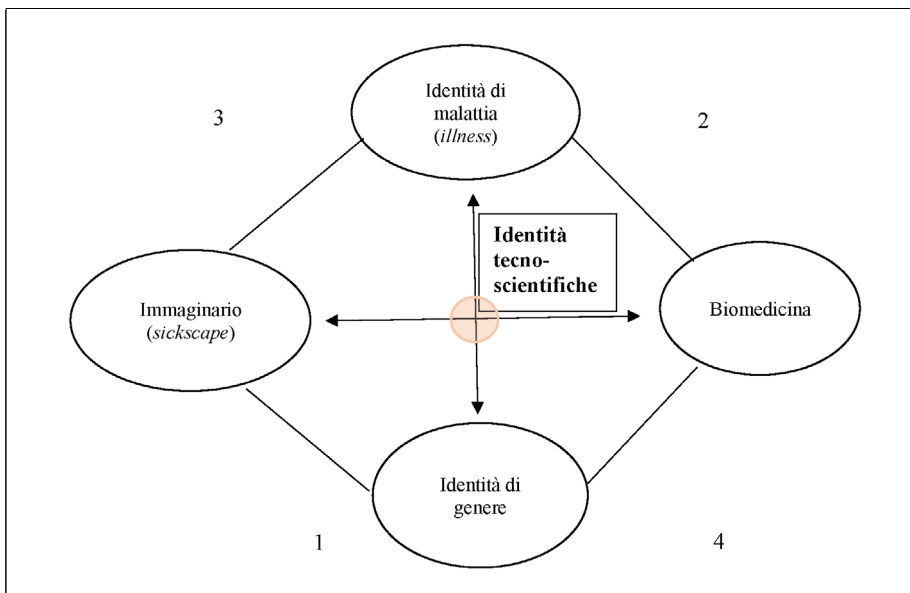 Identità di
malattia
(illness)
3
2
Identità
tecno-
scientifiche
Immaginario
(sickscape)
Biomedicina
Identità di
genere
1
4